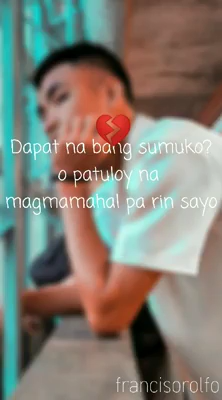 Dapat na bang sumuko?
o patuloy na
magmamahal pa rin sayo
francisorolfo